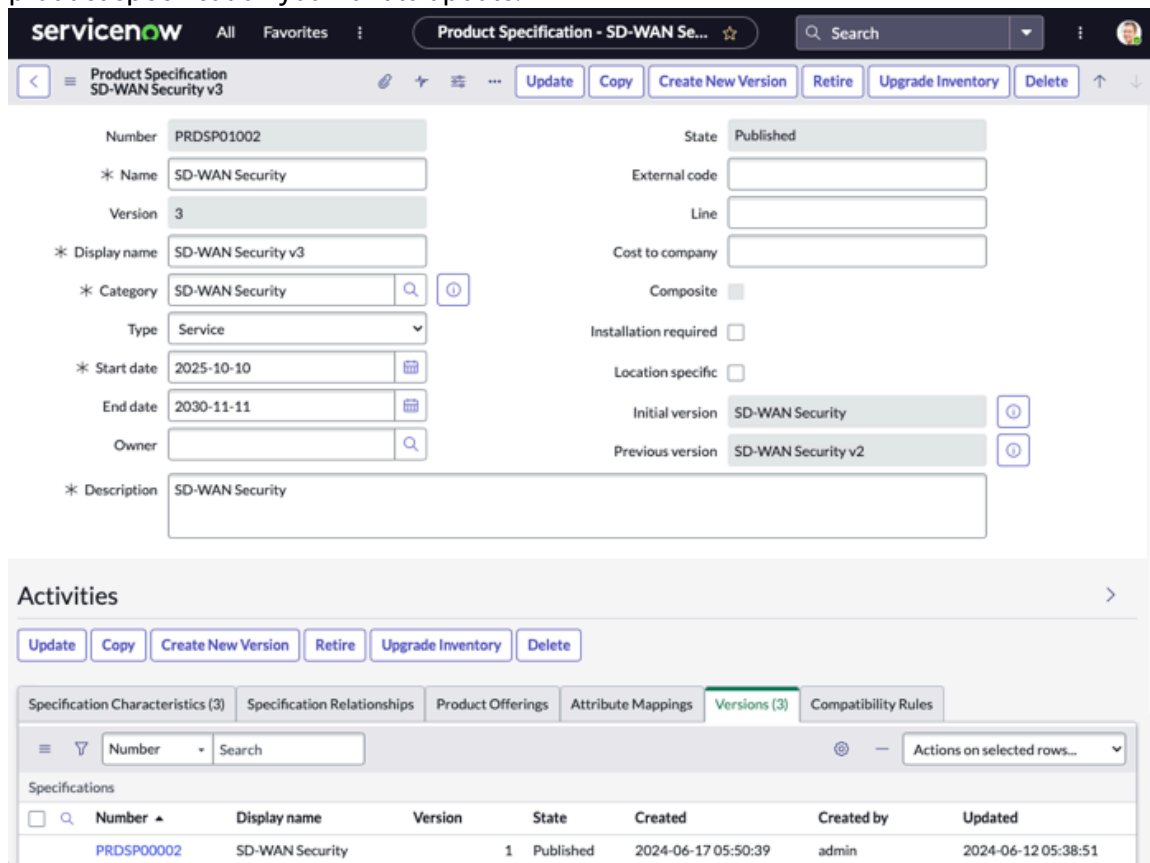 servicenow All Favorites Product Specification - SD-WAN Se... Search
Product Specification
SD-WAN Security v3
Update Copy Create New Version Retire Upgrade Inventory Delete
Number PRDSP01002 State Published
* Name SD-WAN Security External code
Version 3 Line
* Display name SD-WAN Security v3 Cost to company
* Category SD-WAN Security Composite
Type Service Installation required
* Start date 2025-10-10 Location specific
End date 2030-11-11 Initial version SD-WAN Security
Owner Previous version SD-WAN Security v2
* Description SD-WAN Security
Activities
Update Copy Create New Version Retire Upgrade Inventory Delete
Specification Characteristics (3) Specification Relationships Product Offerings Attribute Mappings Versions (3) Compatibility Rules
Number Search Actions on selected rows...
Specifications
Number Display name Version State Created Created by Updated
PRDSP00002 SD-WAN Security 1 Published 2024-06-17 05:50:39 admin 2024-06-12 05:38:51